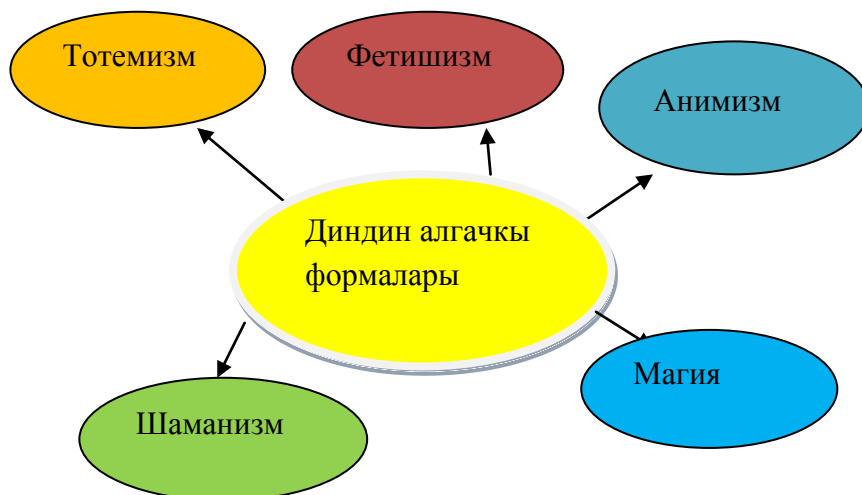 Тотемизм
Фетишизм
Анимизм
Диндин алгачкы
формалары
Магия
Шаманизм